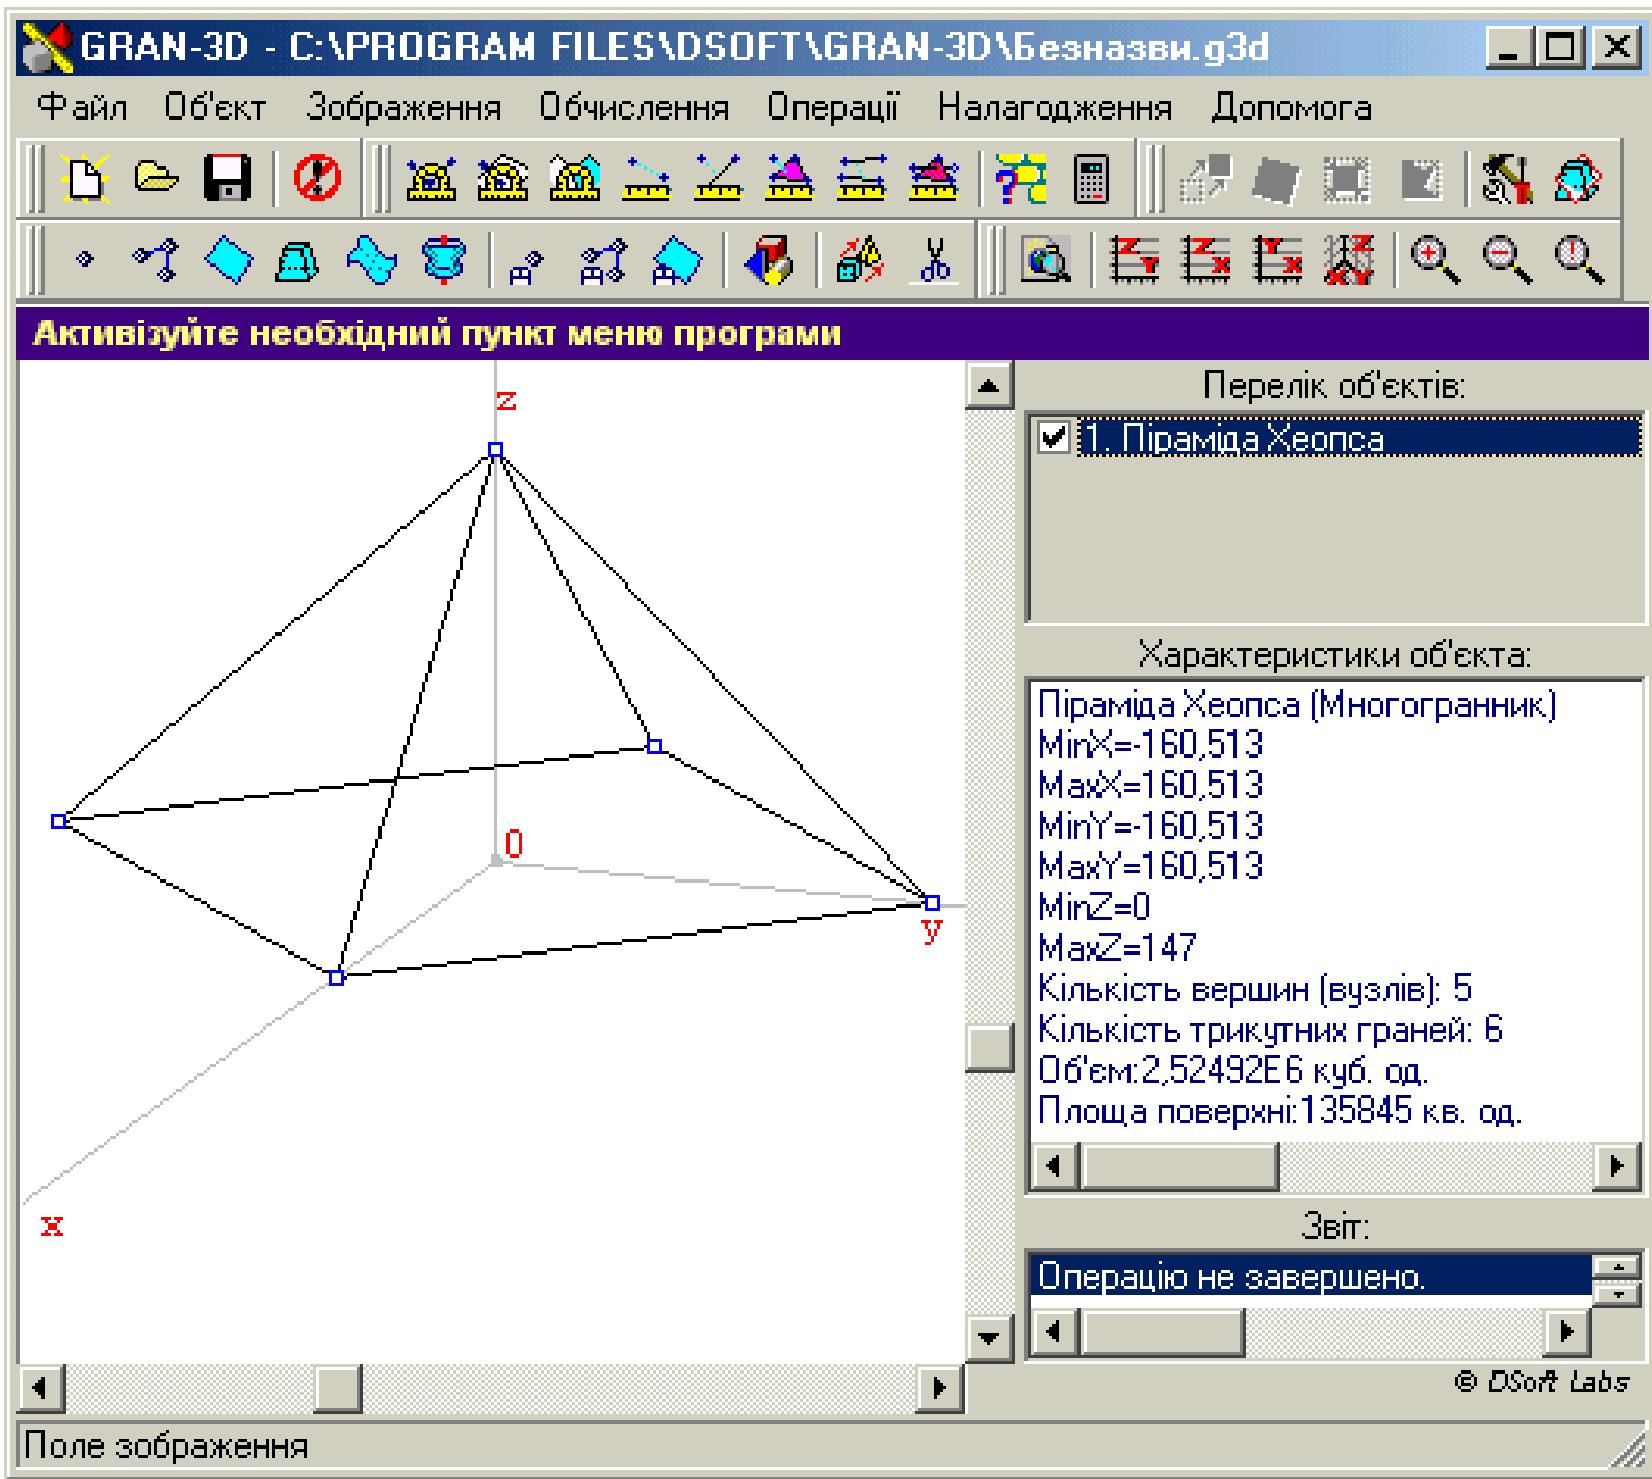 GRAN-3D - C:\PROGRAM FILES\DSOFT\GRAN-3D\Безназви.g3d
Файл Об'єкт Зображення Обчислення Операції Налагодження Допомога
Активізуйте необхідний пункт меню програми
Перелік об'єктів:
1. Піраміда Хеопса
Характеристики об'єкта:
Піраміда Хеопса (Многогранник)
MinX=-160,513
MaxX=160,513
MinY=-160,513
MaxY=160,513
MinZ=0
MaxZ=147
Кількість вершин (вузлів): 5
Кількість трикутних граней: 6
Об'єм:2,52492E6 куб. од.
Площа поверхні:135845 кв. од.
Звіт:
Операцію не завершено.
© DSoft Labs
z
0
y
x
Поле зображення